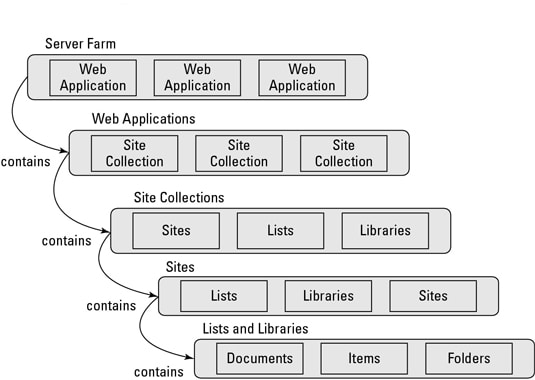 Server Farm
Web Web Web
Application Application Application
Web Applications
contains
Site Site Site
Collection Collection Collection
Site Collections
contains
Sites Lists Libraries
Sites
contains
Lists Libraries Sites
Lists and Libraries
contains
Documents Items Folders